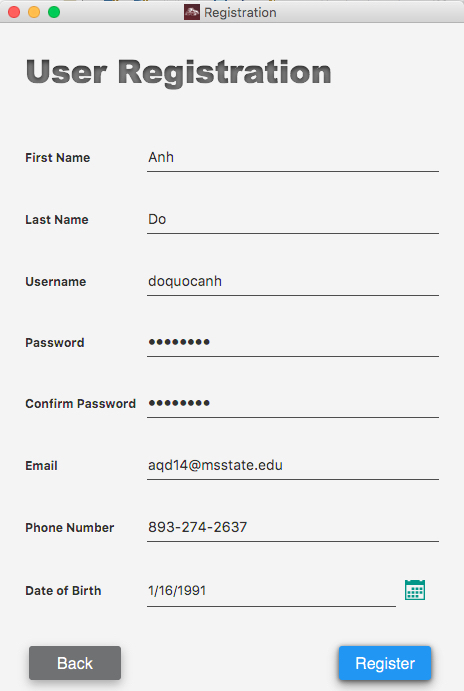 Registration
User Registration
First Name Anh
Last Name Do
Username doquocanh
Password ••••••••
Confirm Password ••••••••
Email aqd14@msstate.edu
Phone Number 893-274-2637
Date of Birth 1/16/1991
Back Register